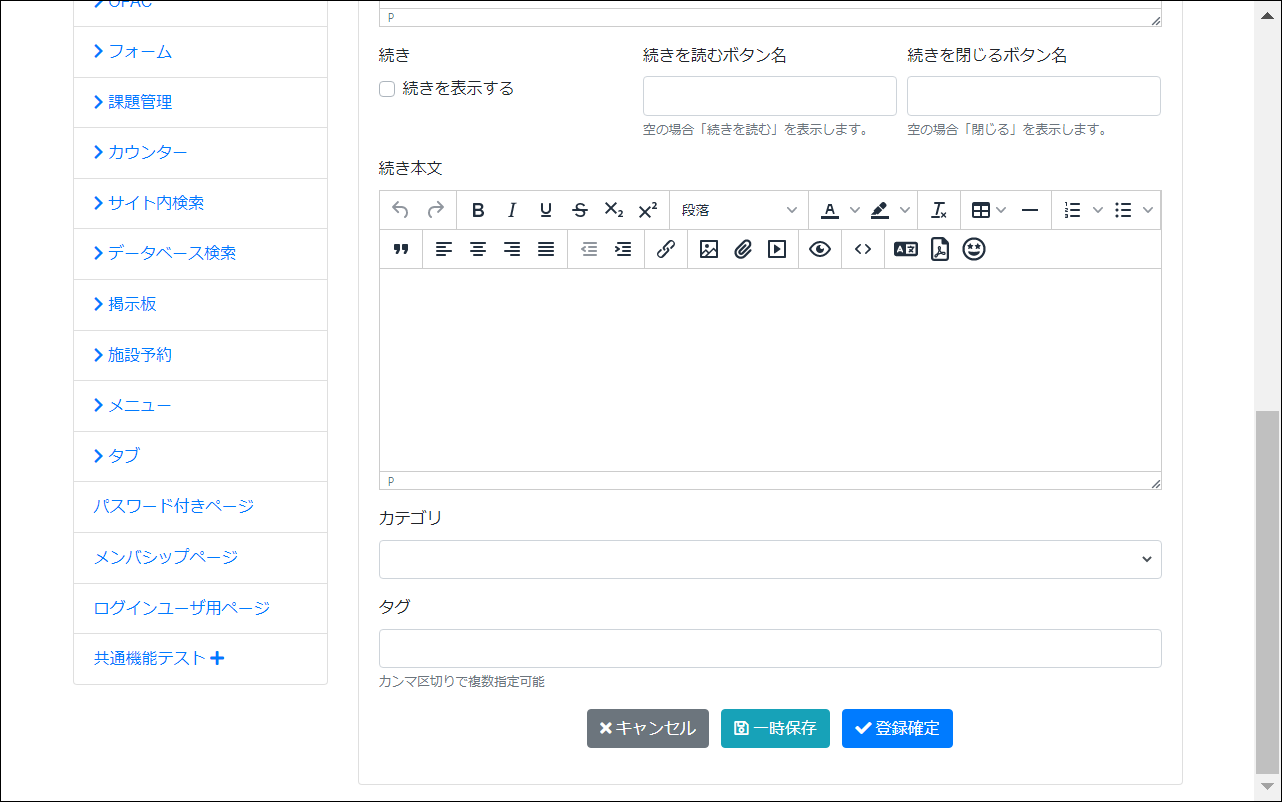 OPAC
フォーム
課題管理
カウンター
サイト内検索
データベース検索
掲示板
施設予約
メニュー
タブ
パスワード付きページ
メンバシップページ
ログインユーザ用ページ
共通機能テスト
P
続き
続きを表示する
続きを読むボタン名
空の場合「続きを読む」を表示します。
続きを閉じるボタン名
空の場合「閉じる」を表示します。
続き本文
段落
P
カテゴリ
タグ
カンマ区切りで複数指定可能
キャンセル
一時保存
登録確定